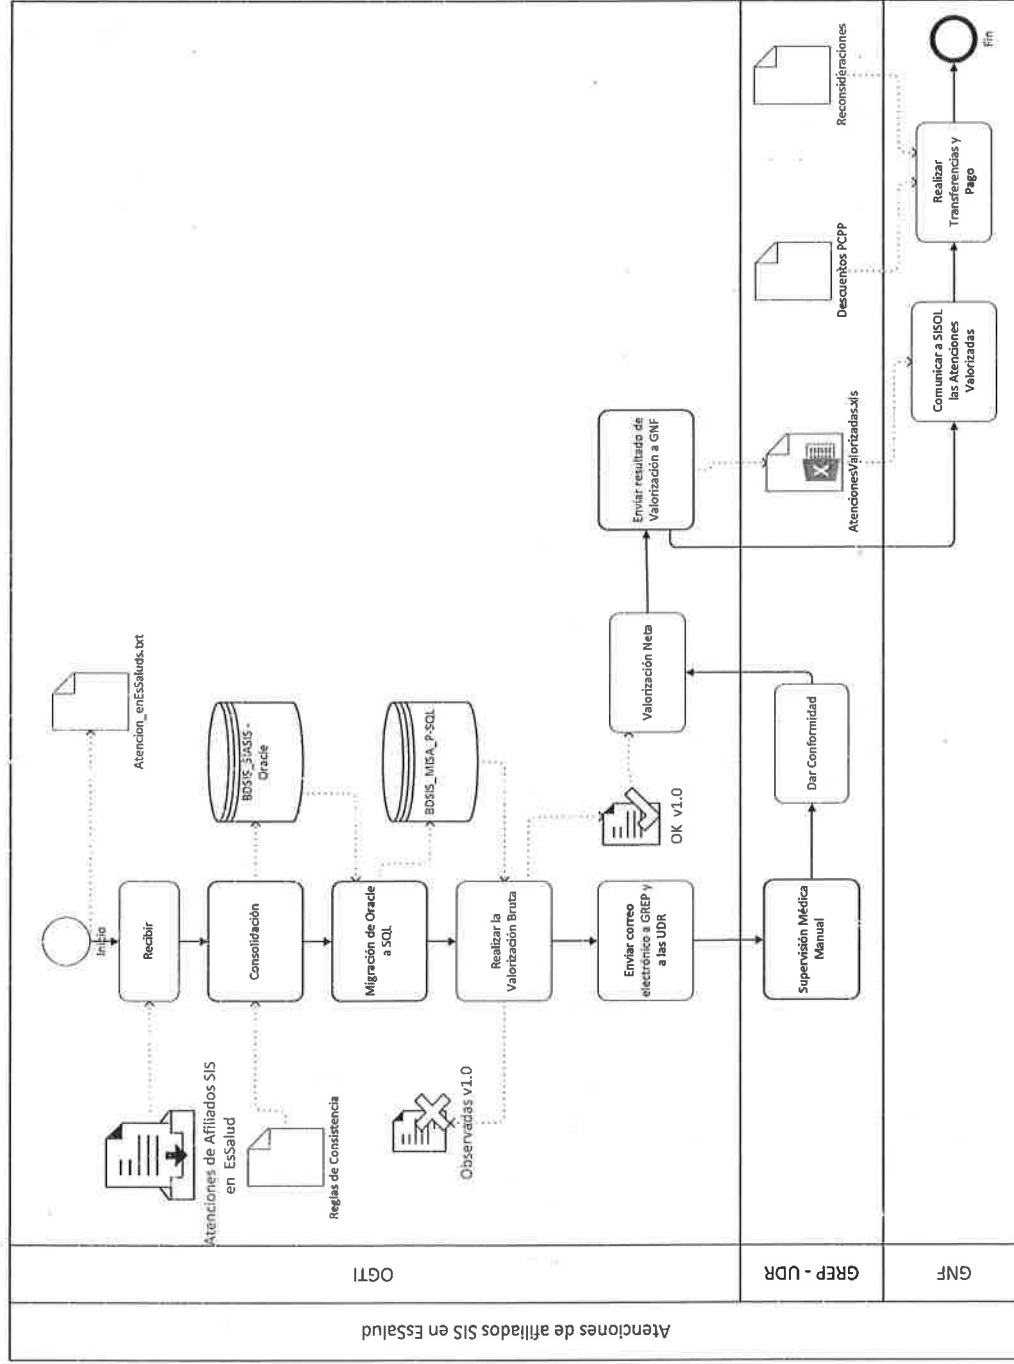 Atenciones de afiliados SIS en EsSalud
OGTI
GREP - UDR
GNF
Inicio
Atencion_enEsSaluds.txt
Recibir
Atenciones de Afiliados SIS
en EsSalud
Consolidación
Reglas de Consistencia
BDSIS_SIASIS -
Oracle
Migración de Oracle
a SQL
BDSIS_MISA_P-SQL
Realizar la
Valorización Bruta
Observadas v1.0
OK v1.0
Enviar correo
electrónico a GREP y
a las UDR
Supervisión Médica
Manual
Dar Conformidad
Valorización Neta
Enviar resultado de
Valorización a GNF
AtencionesValorizadas.xls
Comunicar a SISOL
las Atenciones
Valorizadas
Descuentos PCPP
Reconsideraciones
Realizar
Transferencias y
Pago
Fin